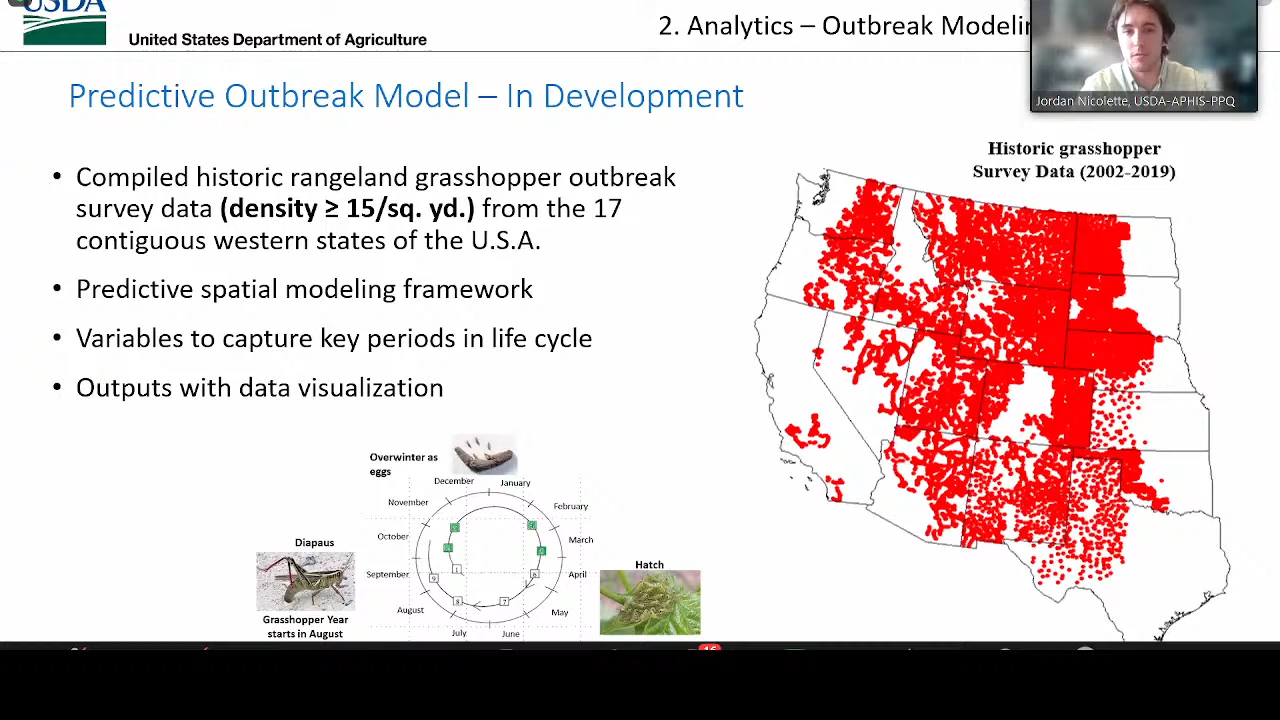 USDA
United States Department of Agriculture
2. Analytics – Outbreak Modelin
Jordan Nicolette, USDA-APHIS-PPQ
Predictive Outbreak Model – In Development
• Compiled historic rangeland grasshopper outbreak
survey data (density ≥ 15/sq. yd.) from the 17
contiguous western states of the U.S.A.
• Predictive spatial modeling framework
• Variables to capture key periods in life cycle
• Outputs with data visualization
Historic grasshopper
Survey Data (2002-2019)
Overwinter as
eggs
December
January
November
February
October
March
September
April
August
May
July
June
Diapaus
Grasshopper Year
starts in August
Hatch